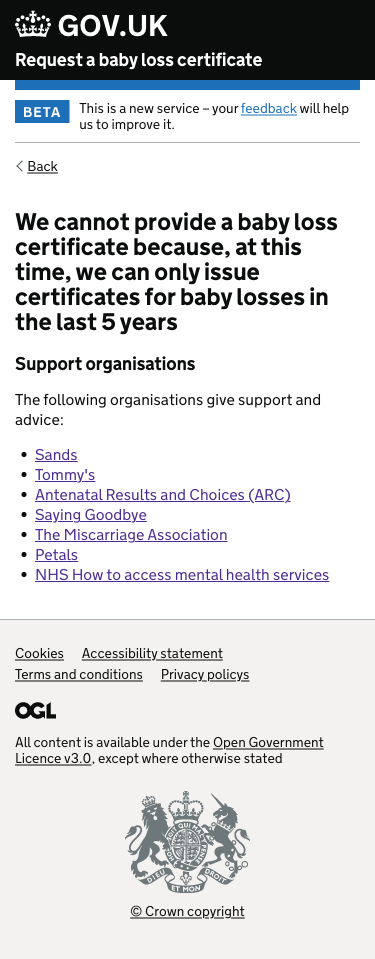 GOV.UK
Request a baby loss certificate
BETA
This is a new service – your feedback will help
us to improve it.
Back
We cannot provide a baby loss
certificate because, at this
time, we can only issue
certificates for baby losses in
the last 5 years
Support organisations
The following organisations give support and
advice:
• Sands
• Tommy's
• Antenatal Results and Choices (ARC)
• Saying Goodbye
• The Miscarriage Association
• Petals
• NHS How to access mental health services
Cookies Accessibility statement
Terms and conditions Privacy policys
OGL
All content is available under the Open Government
Licence v3.0, except where otherwise stated
© Crown copyright